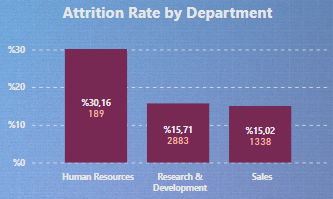 Attrition Rate by Department
%30
%20
%10
%0
%30,16
189
%15,71
2883
%15,02
1338
Human Resources
Research &
Development
Sales